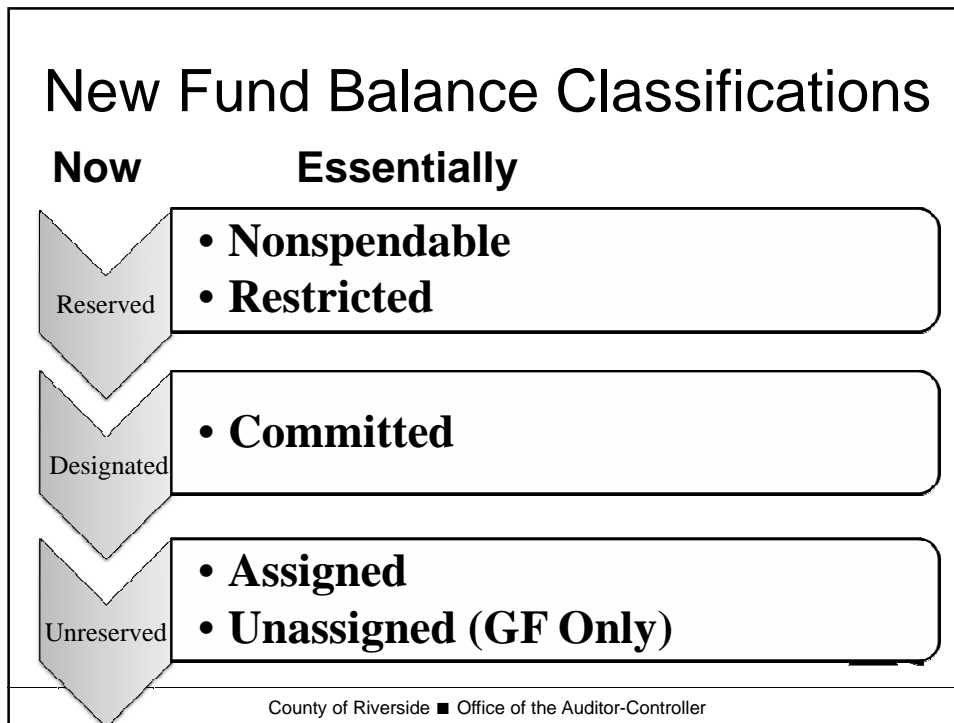 New Fund Balance Classifications
Now Essentially
Reserved
• Nonspendable
• Restricted
Designated
• Committed
Unreserved
• Assigned
• Unassigned (GF Only)
County of Riverside ■ Office of the Auditor-Controller